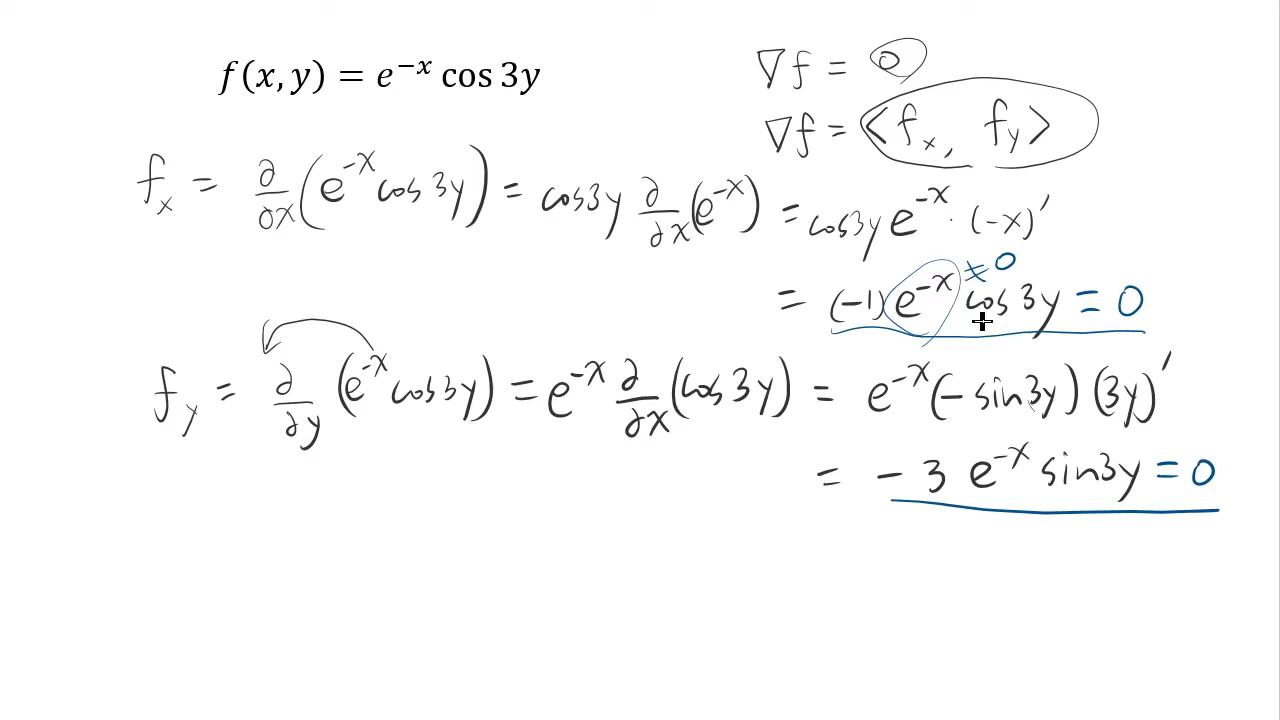 f(x, y) = e^{-x} cos 3y
∇f = 0
∇f = <f_x, f_y>
f_x = ∂/∂x (e^{-x} cos 3y) = cos 3y ∂/∂x (e^{-x}) = cos 3y e^{-x} · (-x)'
= (-1) e^{-x} cos 3y = 0
≠ 0
f_y = ∂/∂y (e^{-x} cos 3y) = e^{-x} ∂/∂x (cos 3y) = e^{-x} (- sin 3y) (3y)'
= - 3 e^{-x} sin 3y = 0